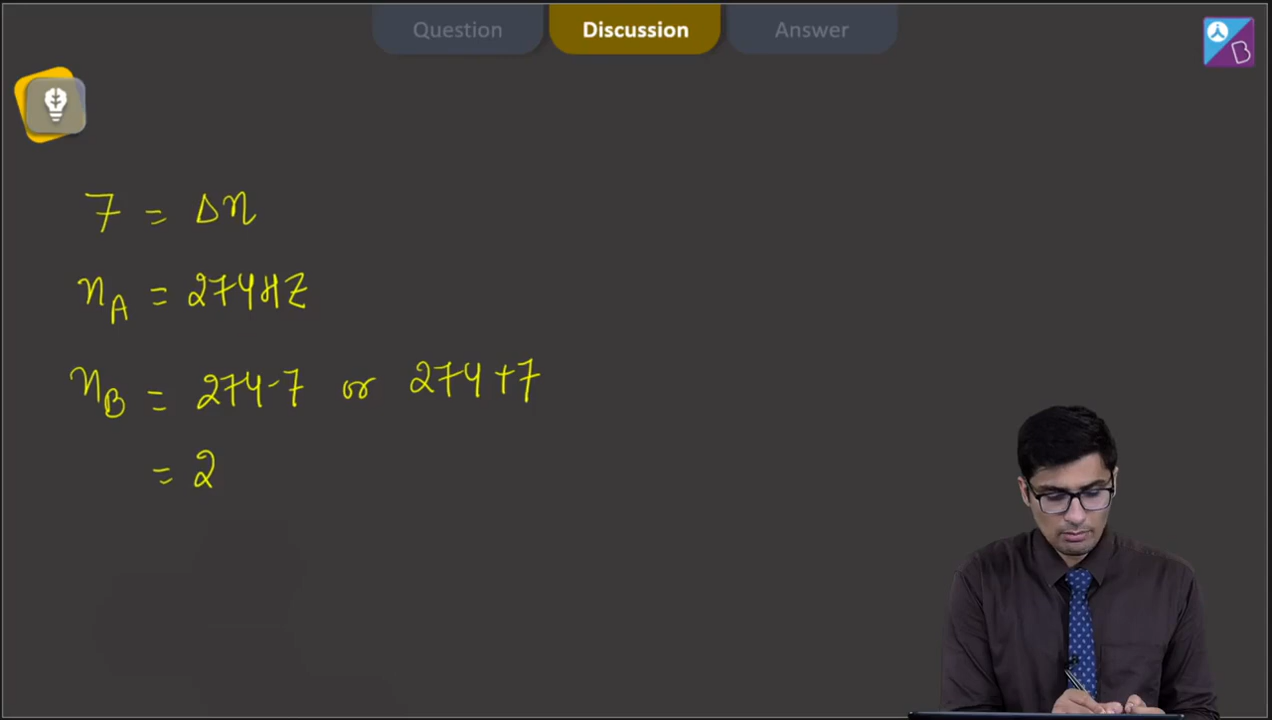 Question Discussion Answer
7 = Δn
n_A = 274HZ
n_B = 274-7 or 274+7
= 2